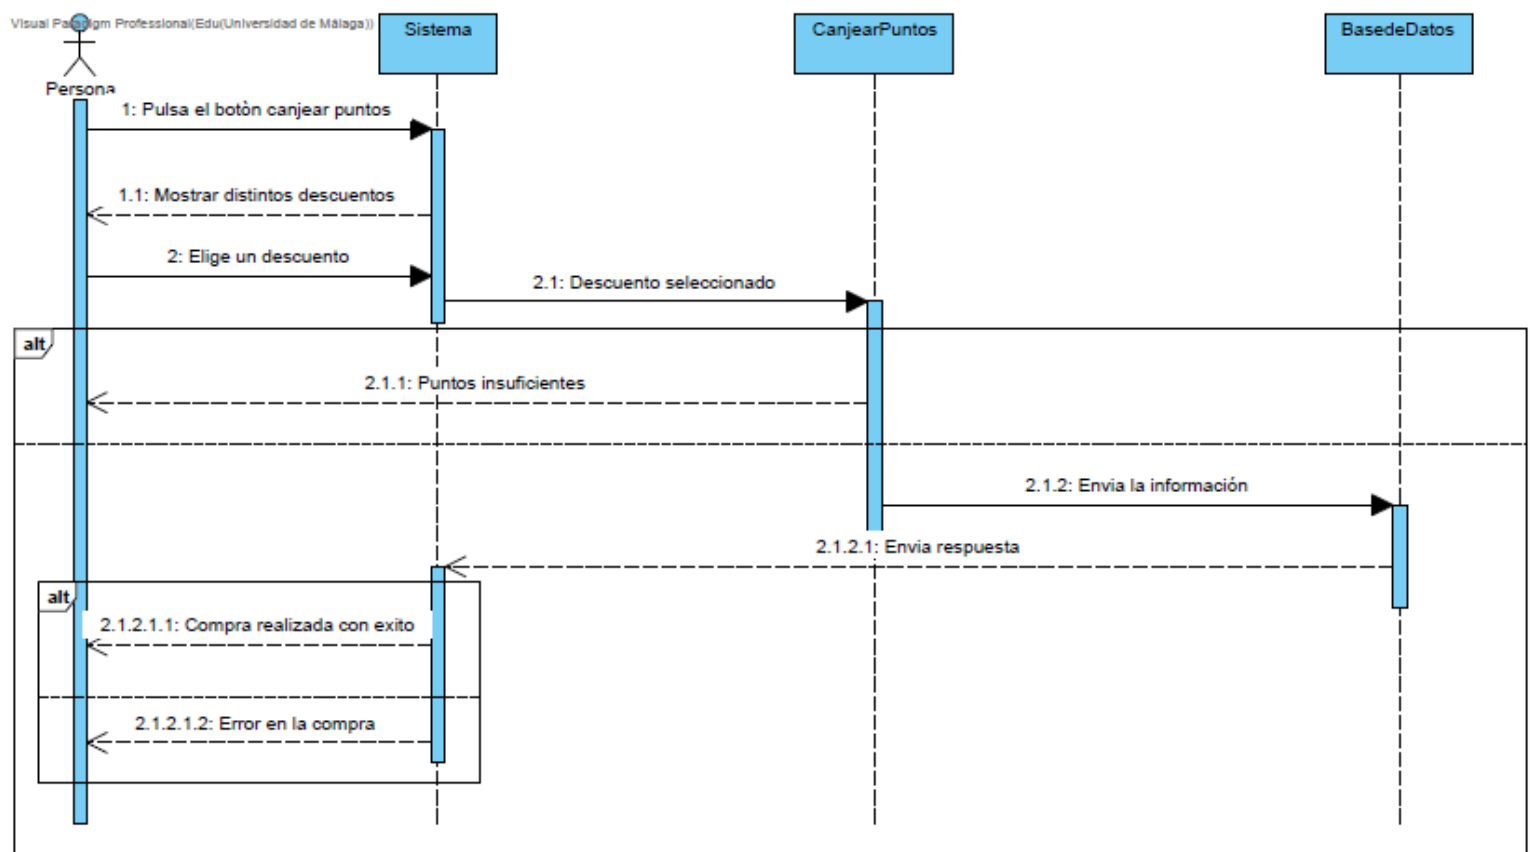 Visual Paradigm Professional(Edu(Universidad de Málaga))
Sistema
CanjearPuntos
BasedeDatos
Persona
1: Pulsa el botòn canjear puntos
1.1: Mostrar distintos descuentos
2: Elige un descuento
2.1: Descuento seleccionado
alt
2.1.1: Puntos insuficientes
2.1.2: Envia la información
2.1.2.1: Envia respuesta
alt
2.1.2.1.1: Compra realizada con exito
2.1.2.1.2: Error en la compra